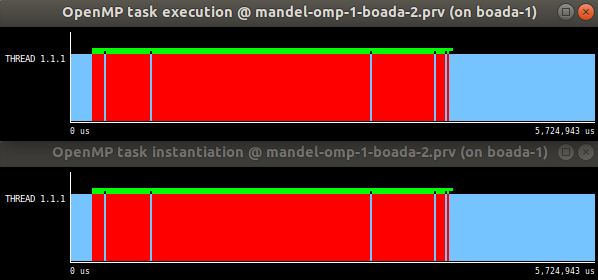 OpenMP task execution @ mandel-omp-1-boada-2.prv (on boada-1)
THREAD 1.1.1
0 us 5,724,943 us
OpenMP task instantiation @ mandel-omp-1-boada-2.prv (on boada-1)
THREAD 1.1.1
0 us 5,724,943 us